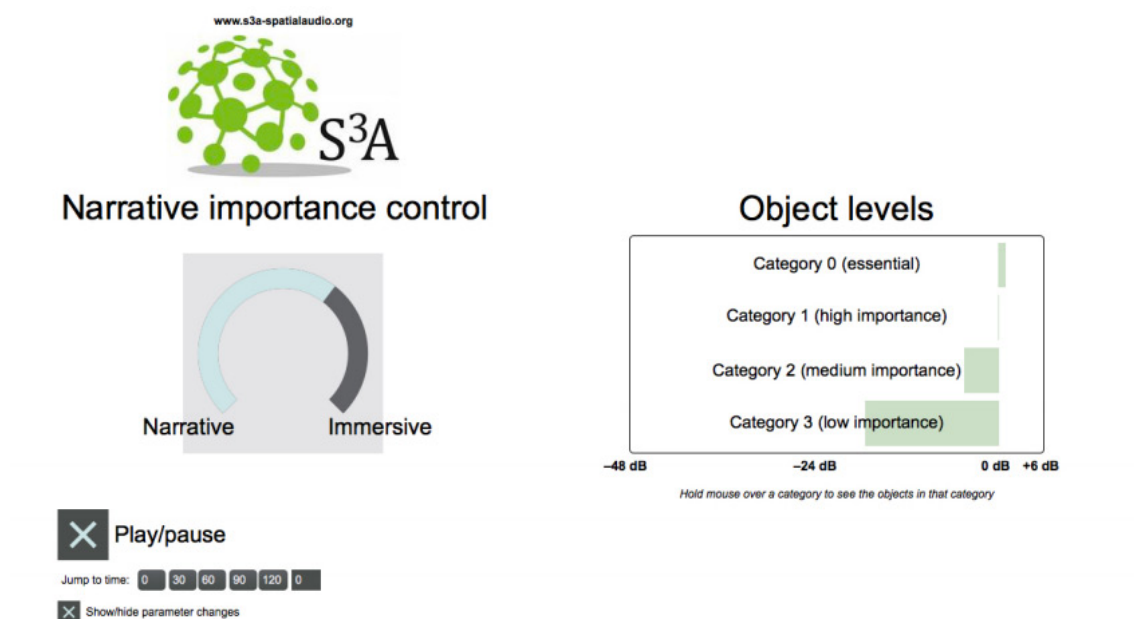 www.s3a-spatialaudio.org
S³A
Narrative importance control
Narrative
Immersive
Object levels
Category 0 (essential)
Category 1 (high importance)
Category 2 (medium importance)
Category 3 (low importance)
–48 dB –24 dB 0 dB +6 dB
Hold mouse over a category to see the objects in that category
Play/pause
Jump to time: 0 30 60 90 120 0
Show/hide parameter changes